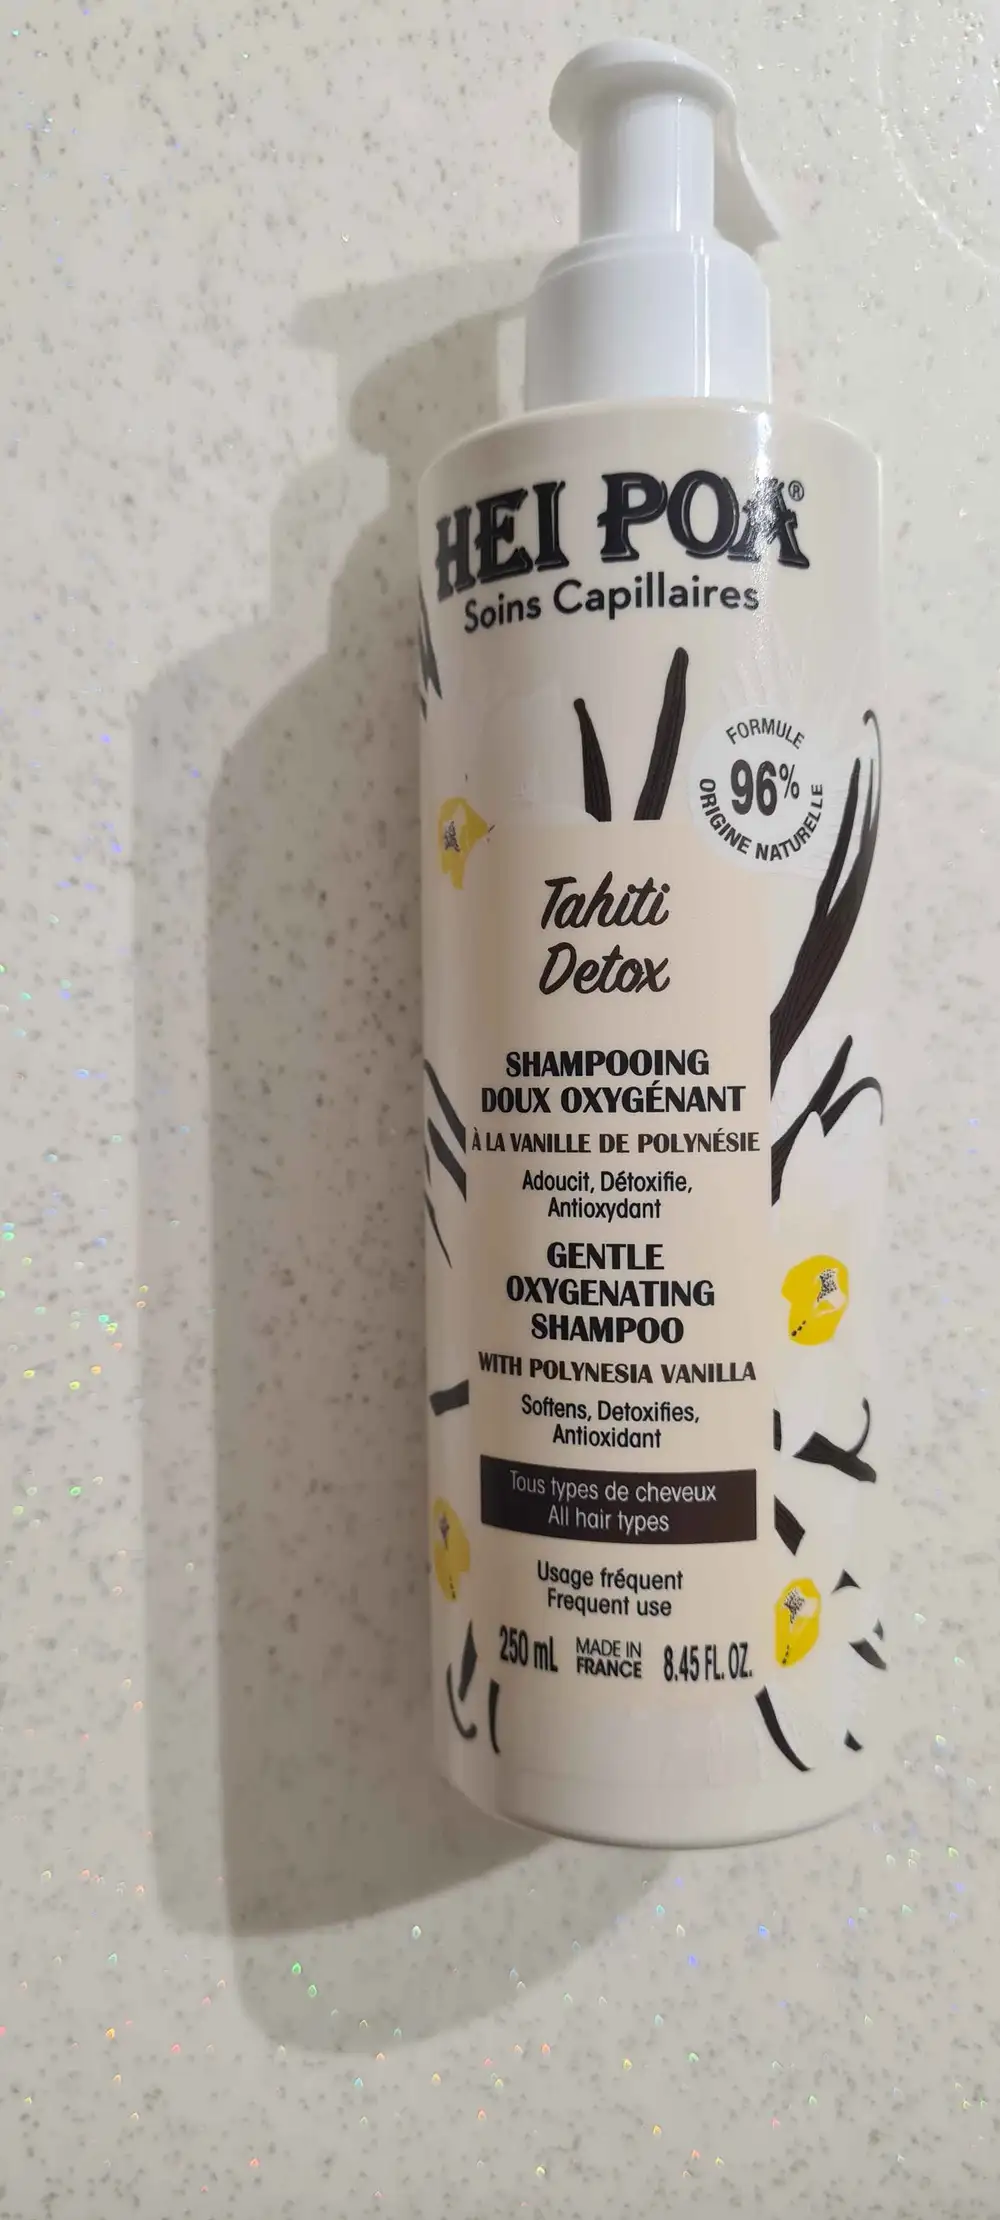 HEI POA®
Soins Capillaires
FORMULE
96%
ORIGINE NATURELLE
Tahiti
Detox
SHAMPOOING
DOUX OXYGÉNANT
À LA VANILLE DE POLYNÉSIE
Adoucit, Détoxifie,
Antioxydant
GENTLE
OXYGENATING
SHAMPOO
WITH POLYNESIA VANILLA
Softens, Detoxifies,
Antioxidant
Tous types de cheveux
All hair types
Usage fréquent
Frequent use
250 mL MADE IN FRANCE 8.45 FL. OZ.